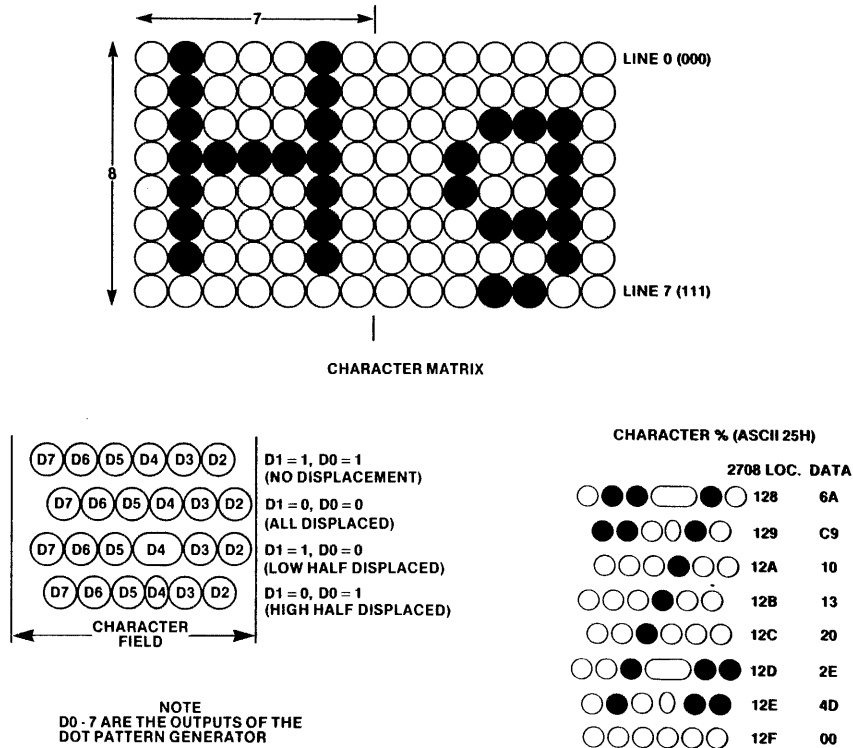 7
LINE 0 (000)
8
LINE 7 (111)
CHARACTER MATRIX
D7 D6 D5 D4 D3 D2
D1 = 1, D0 = 1
(NO DISPLACEMENT)
D7 D6 D5 D4 D3 D2
D1 = 0, D0 = 0
(ALL DISPLACED)
D7 D6 D5 D4 D3 D2
D1 = 1, D0 = 0
(LOW HALF DISPLACED)
D7 D6 D5 D4 D3 D2
D1 = 0, D0 = 1
(HIGH HALF DISPLACED)
CHARACTER
FIELD
NOTE
D0 - 7 ARE THE OUTPUTS OF THE
DOT PATTERN GENERATOR
CHARACTER % (ASCII 25H)
2708 LOC. DATA
128 6A
129 C9
12A 10
12B 13
12C 20
12D 2E
12E 4D
12F 00